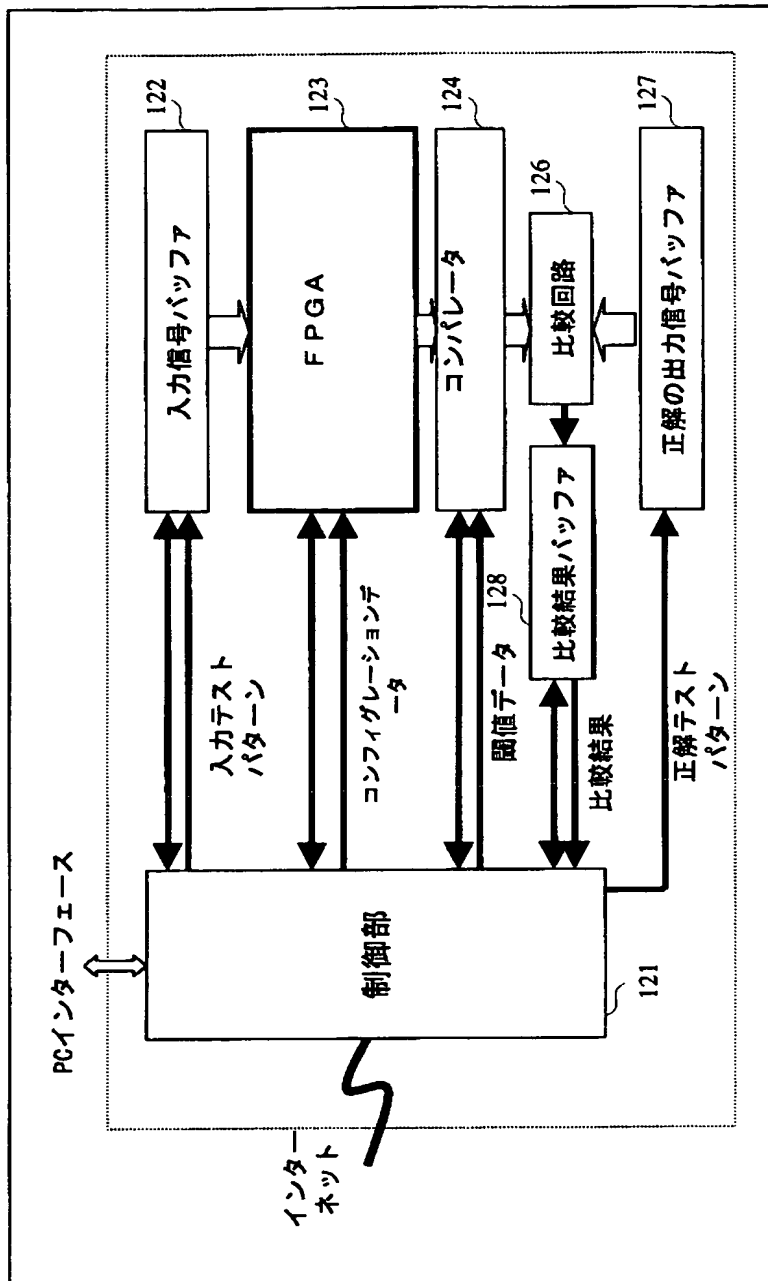 PCインターフェース
インター
ネット
制御部
121
入力テスト
パターン
コンフィグレーションデ
ータ
閾値データ
比較結果
正解テスト
パターン
入力信号バッファ
122
FPGA
123
コンパレータ
124
比較回路
126
比較結果バッファ
128
正解の出力信号バッファ
127